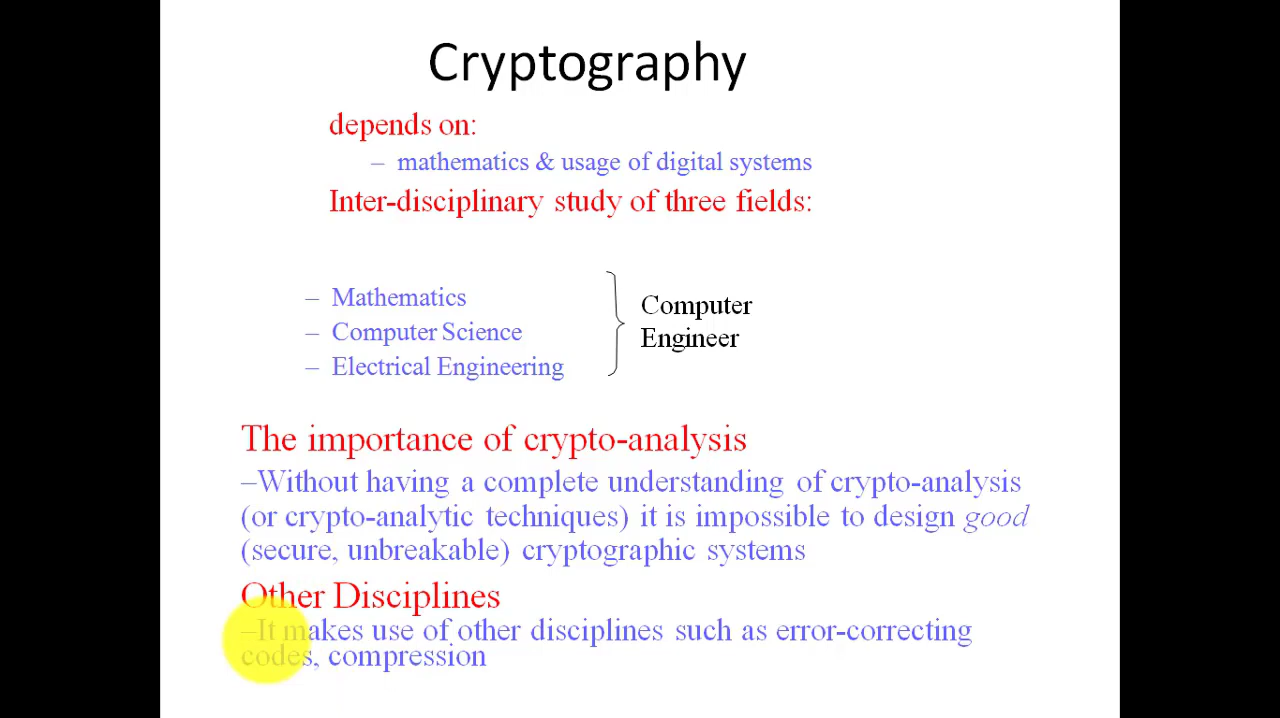 Cryptography
depends on:
– mathematics & usage of digital systems
Inter-disciplinary study of three fields:
– Mathematics
– Computer Science
– Electrical Engineering
Computer
Engineer
The importance of crypto-analysis
–Without having a complete understanding of crypto-analysis
(or crypto-analytic techniques) it is impossible to design good
(secure, unbreakable) cryptographic systems
Other Disciplines
–It makes use of other disciplines such as error-correcting
codes, compression